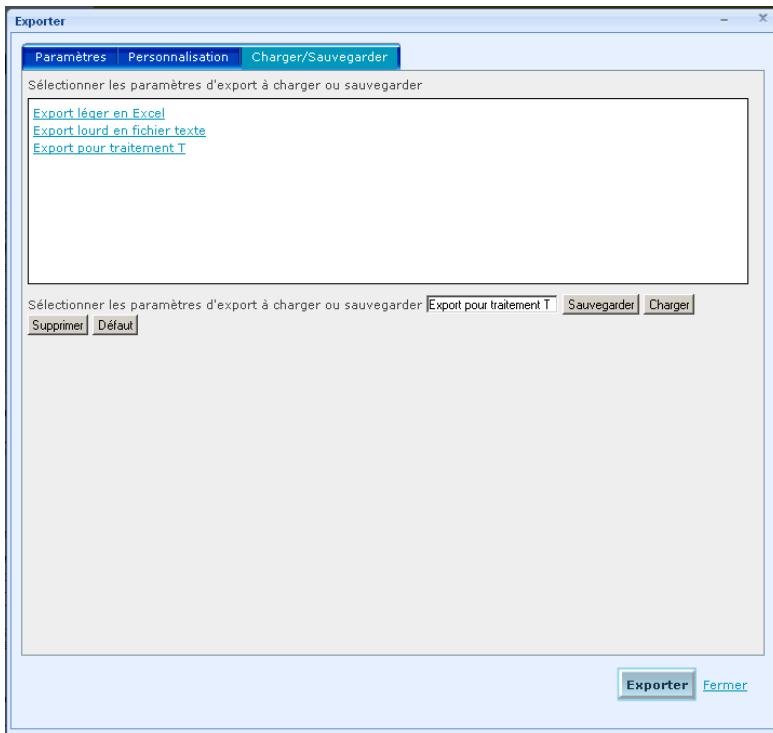 Exporter
Paramètres Personnalisation Charger/Sauvegarder
Sélectionner les paramètres d'export à charger ou sauvegarder
Export léger en Excel
Export lourd en fichier texte
Export pour traitement T
Sélectionner les paramètres d'export à charger ou sauvegarder Export pour traitement T Sauvegarder Charger
Supprimer Défaut
Exporter Fermer